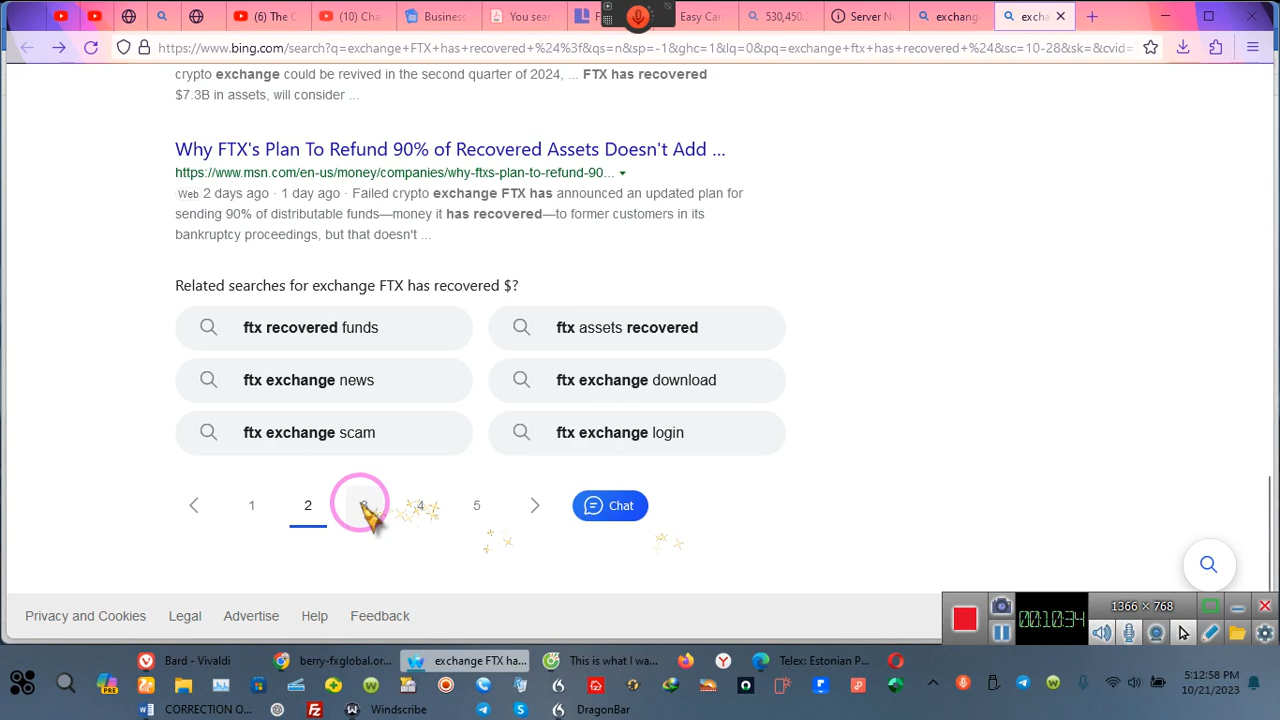 (6) The C
(10) Cha
Business
You sea
F
Easy Car
530,450.2
Server No
exchang
excha
https://www.bing.com/search?q=exchange+FTX+has+recovered+%24%3f&qs=n&sp=-1&ghc=1&lq=0&pq=exchange+ftx+has+recovered+%24&sc=10-28&sk=&cvid=
crypto exchange could be revived in the second quarter of 2024, ... FTX has recovered
$7.3B in assets, will consider ...
Why FTX's Plan To Refund 90% of Recovered Assets Doesn't Add ...
https://www.msn.com/en-us/money/companies/why-ftxs-plan-to-refund-90...
Web 2 days ago · 1 day ago · Failed crypto exchange FTX has announced an updated plan for
sending 90% of distributable funds—money it has recovered—to former customers in its
bankruptcy proceedings, but that doesn't ...
Related searches for exchange FTX has recovered $?
ftx recovered funds
ftx assets recovered
ftx exchange news
ftx exchange download
ftx exchange scam
ftx exchange login
1 2 3 4 5 Chat
Privacy and Cookies Legal Advertise Help Feedback
1366 × 768
00:10:34
Bard - Vivaldi
berry-fxglobal.or...
exchange FTX ha...
This is what I wa...
Telex: Estonian P...
5:12:58 PM
10/21/2023
PRE
CORRECTION O...
Windscribe
DragonBar